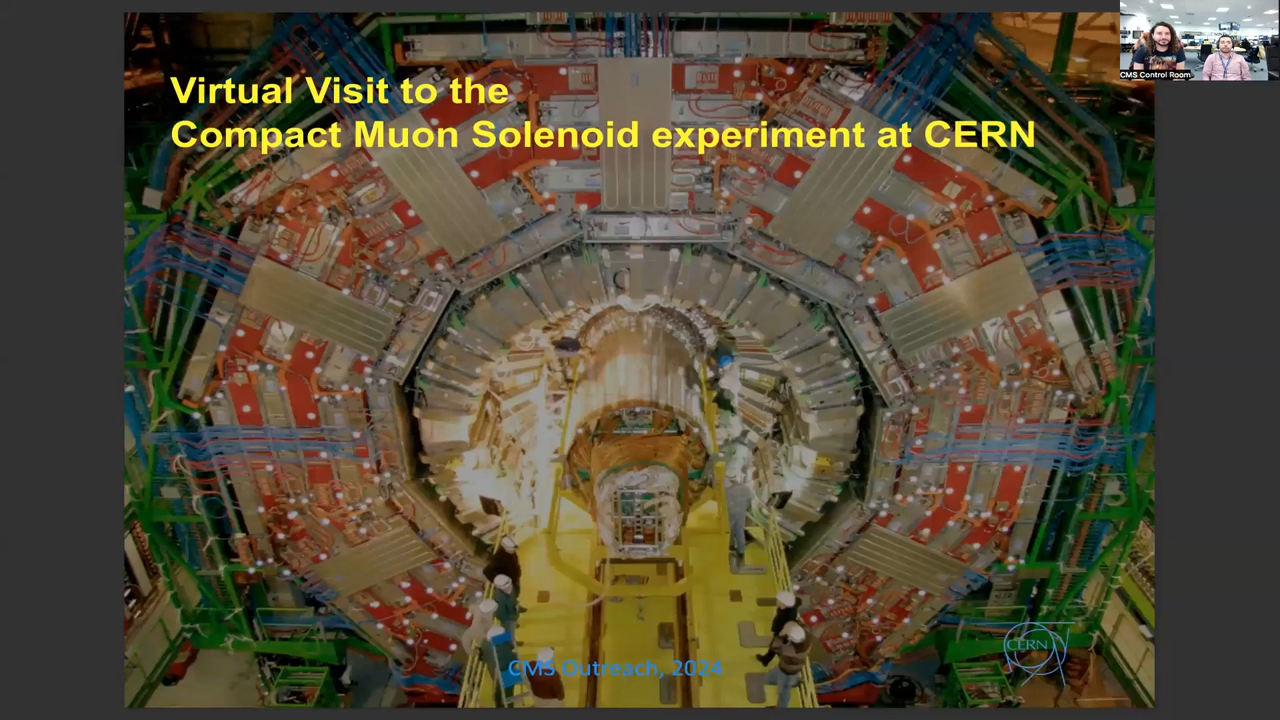 Virtual Visit to the
Compact Muon Solenoid experiment at CERN
CMS Control Room
CERN
CMS Outreach, 2024